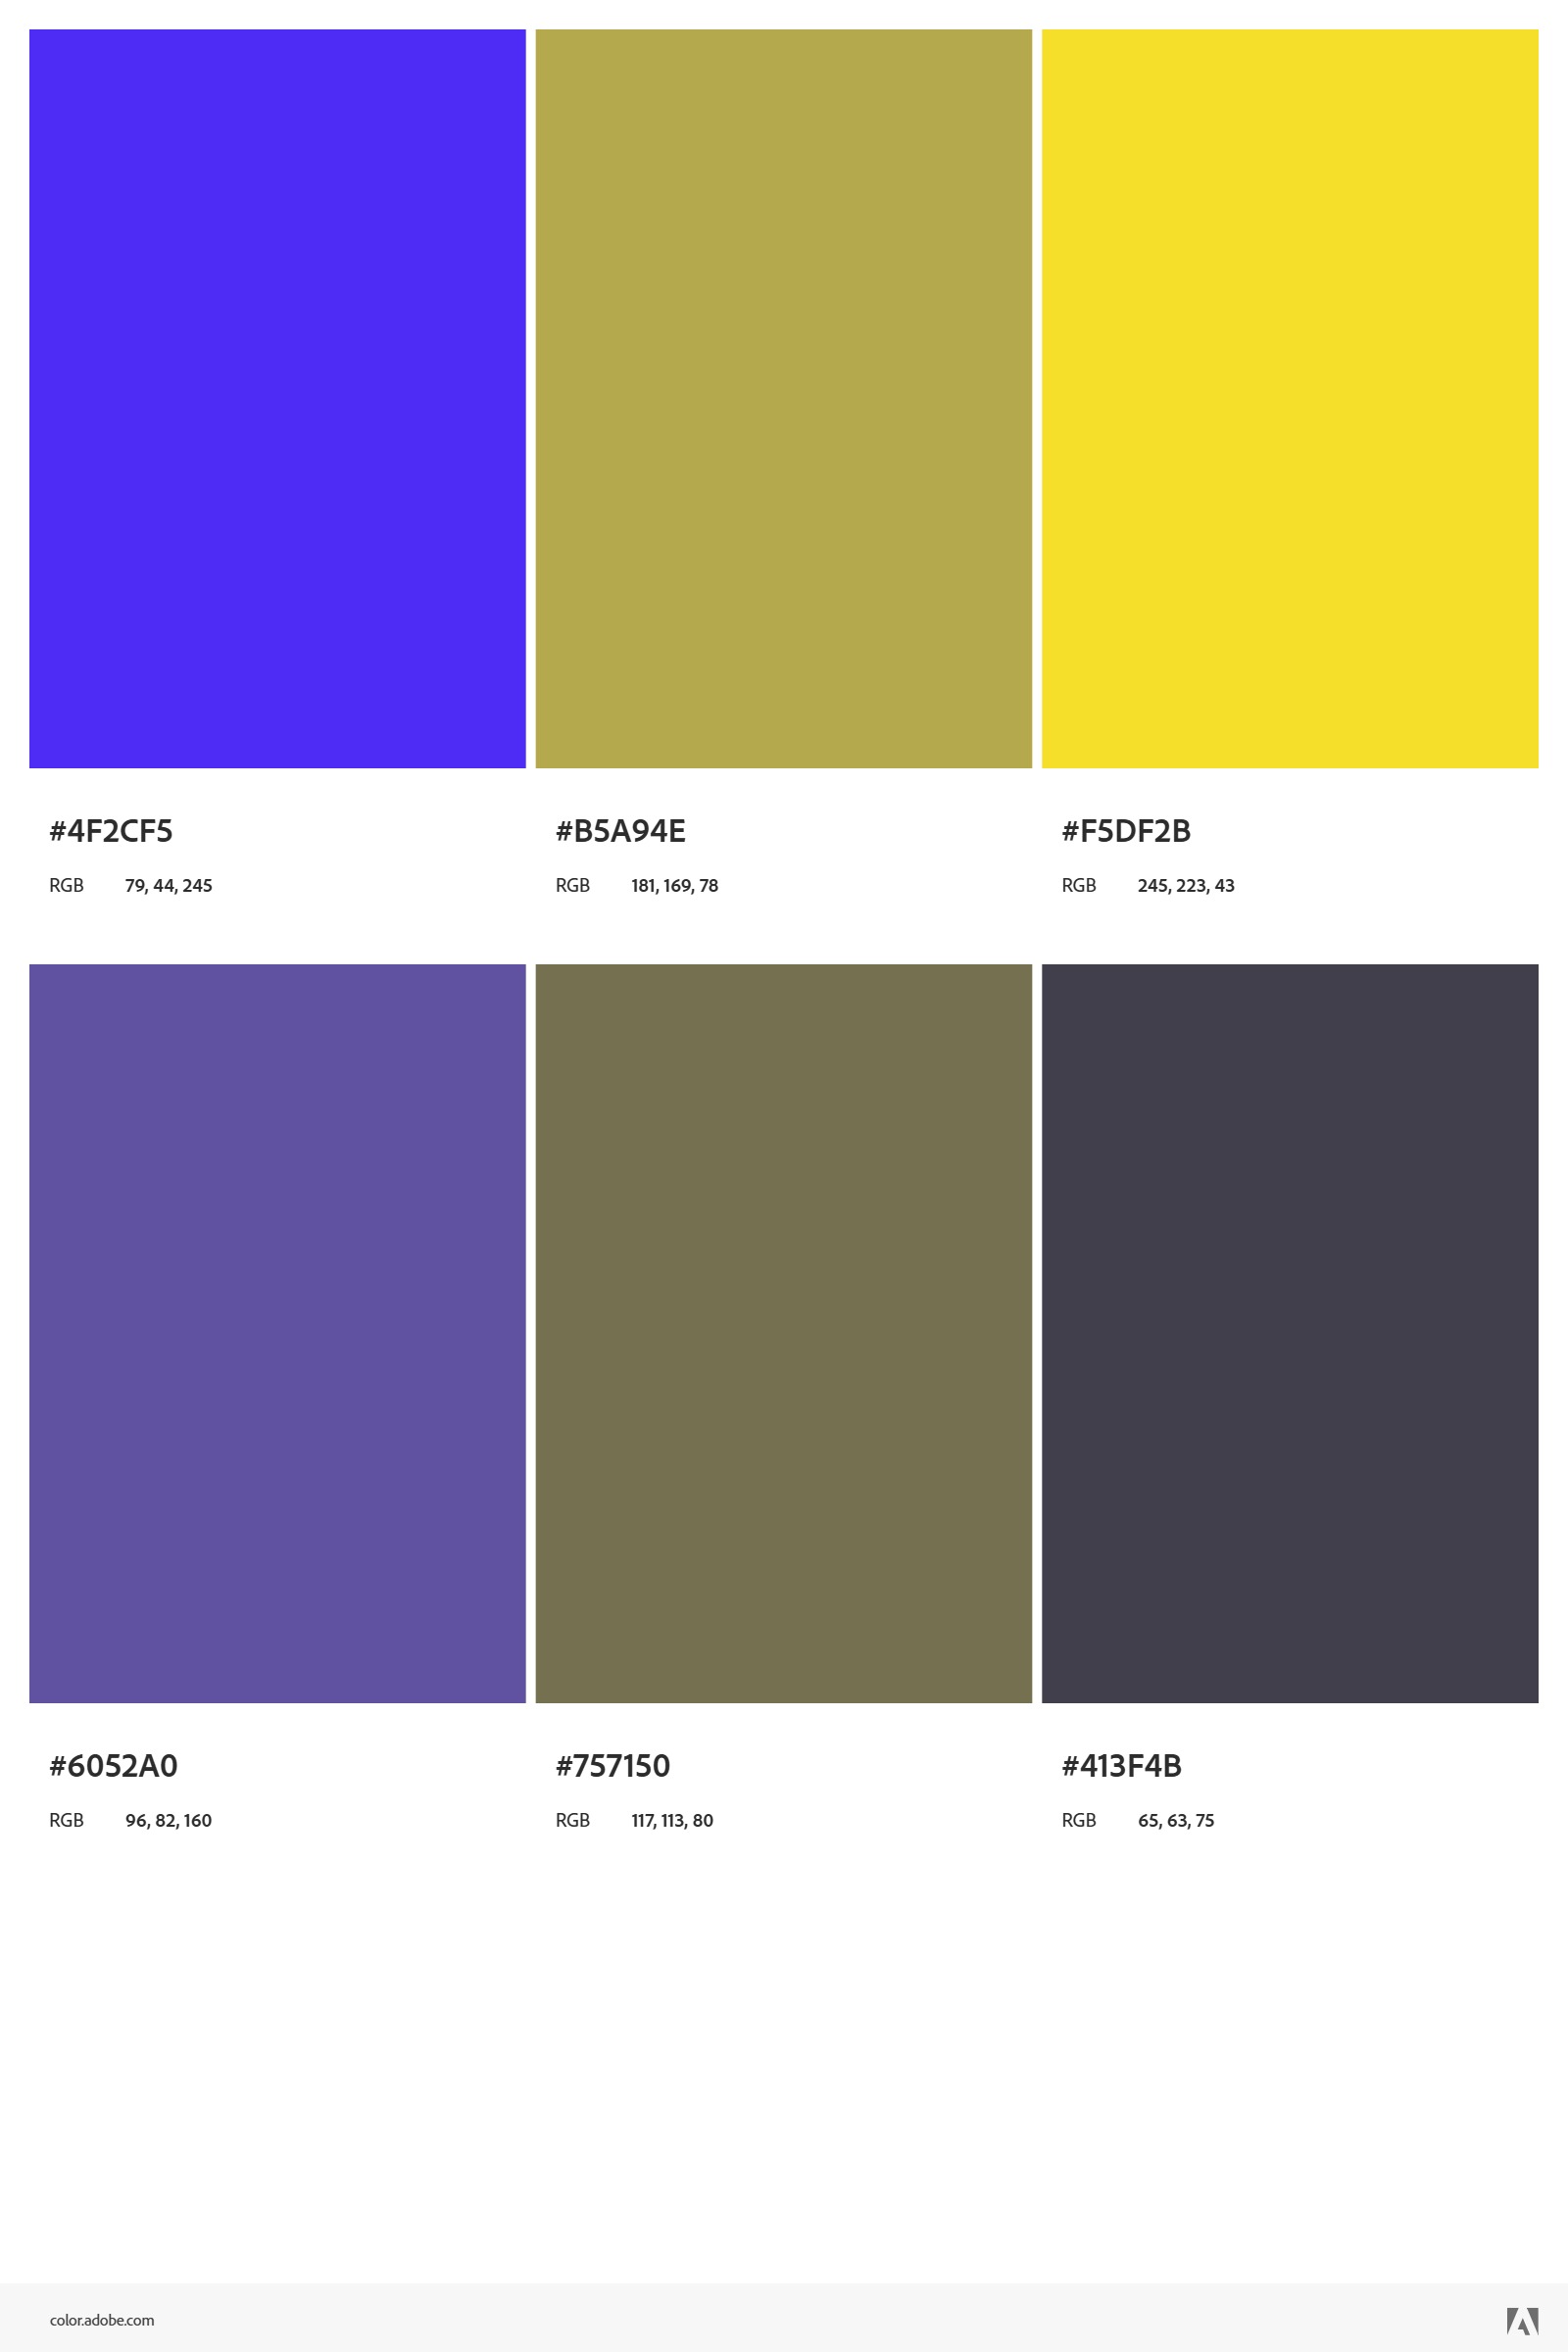 #4F2CF5 #B5A94E #F5DF2B
RGB 79, 44, 245 RGB 181, 169, 78 RGB 245, 223, 43
#6052A0 #757150 #413F4B
RGB 96, 82, 160 RGB 117, 113, 80 RGB 65, 63, 75
color.adobe.com